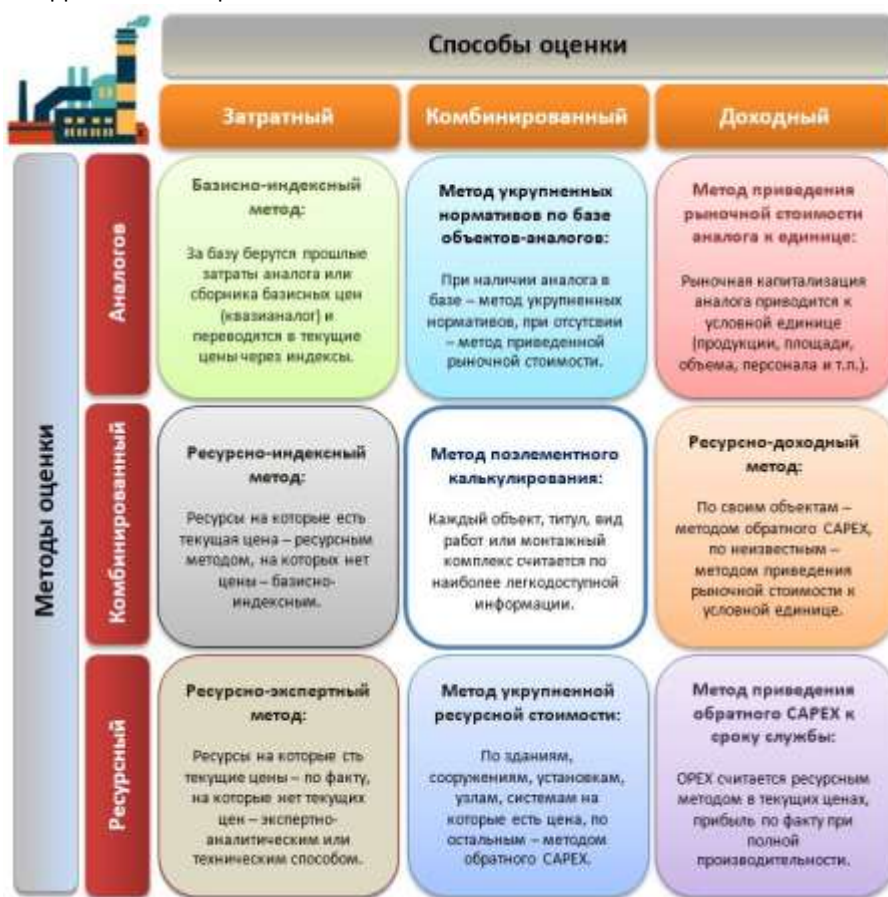 Способы оценки
Затратный
Комбинированный
Доходный
Методы оценки
Аналогов
Базисно-индексный
метод:
За базу берутся прошлые
затраты аналога или
сборника базисных цен
(квазианалог) и
переводятся в текущие
цены через индексы.
Метод укрупненных
нормативов по базе
объектов-аналогов:
При наличии аналога в
базе – метод укрупненных
нормативов, при отсутсвии
– метод приведенной
рыночной стоимости.
Метод приведения
рыночной стоимости
аналога к единице:
Рыночная капитализация
аналога приводится к
условной единице
(продукции, площади,
объема, персонала и т.п.).
Комбинированный
Ресурсно-индексный
метод:
Ресурсы на которые есть
текущая цена – ресурсным
методом, на которых нет
цены – базисно-
индексным.
Метод поэлементного
калькулирования:
Каждый объект, титул, вид
работ или монтажный
комплекс считается по
наиболее легкодоступной
информации.
Ресурсно-доходный
метод:
По своим объектам –
методом обратного CAPEX,
по неизвестным –
методом приведения
рыночной стоимости к
условной единице.
Ресурсный
Ресурсно-экспертный
метод:
Ресурсы на которые сть
текущие цены – по факту,
на которые нет текущих
цен – экспертно-
аналитическим или
техническим способом.
Метод укрупненной
ресурсной стоимости:
По зданиям,
сооружениям, установкам,
узлам, системам на
которые есть цена, по
остальным – методом
обратного CAPEX.
Метод приведения
обратного CAPEX к
сроку службы:
OPEX считается ресурсным
методом в текущих ценах,
прибыль по факту при
полной
производительности.